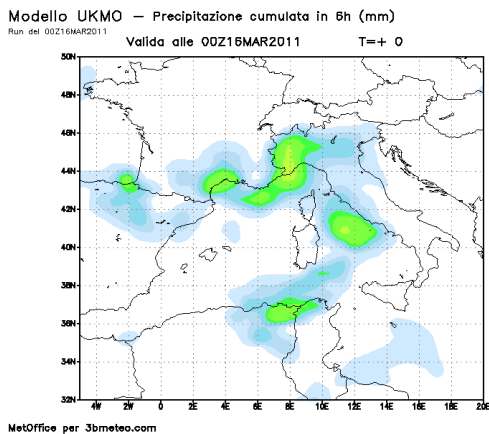 Modello UKMO – Precipitazione cumulata in 6h (mm)
Run del 00Z16MAR2011
Valida alle 00Z16MAR2011 T=+ 0
50N
48N
46N
44N
42N
40N
38N
36N
34N
32N
4W 2W 0 2E 4E 6E 8E 10E 12E 14E 16E 18E 20E
MetOffice per 3bmeteo.com